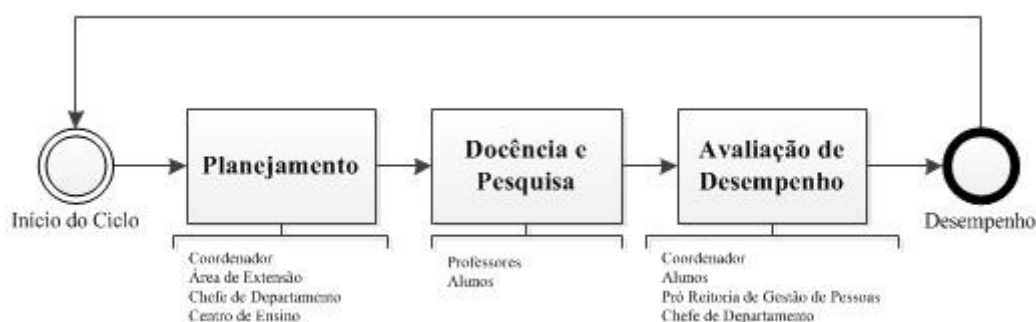 Planejamento
Docência e
Pesquisa
Avaliação de
Desempenho
Início do Ciclo
Desempenho
Coordenador
Área de Extensão
Chefe de Departamento
Centro de Ensino
Professores
Alunos
Coordenador
Alunos
Pró Reitoria de Gestão de Pessoas
Chefe de Departamento